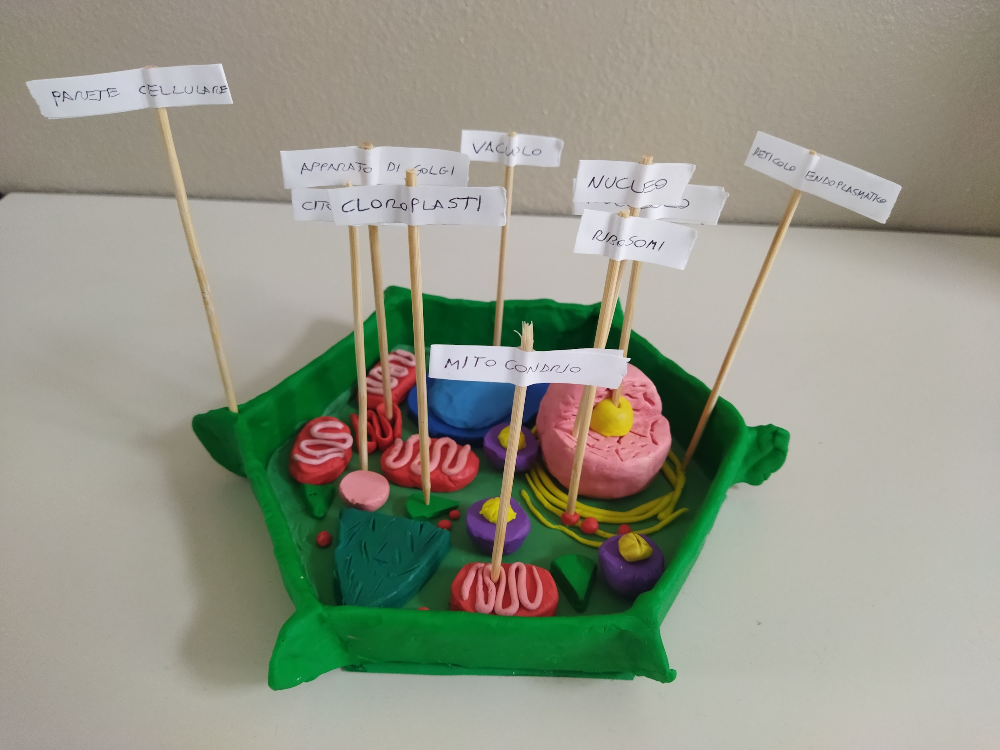 PARETE CELLULARE
VACUOLO
APPARATO DI GOLGI
RETICOLO ENDOPLASMATICO
NUCLEO
CLOROPLASTI
RIBOSOMI
MITO CONDRIO